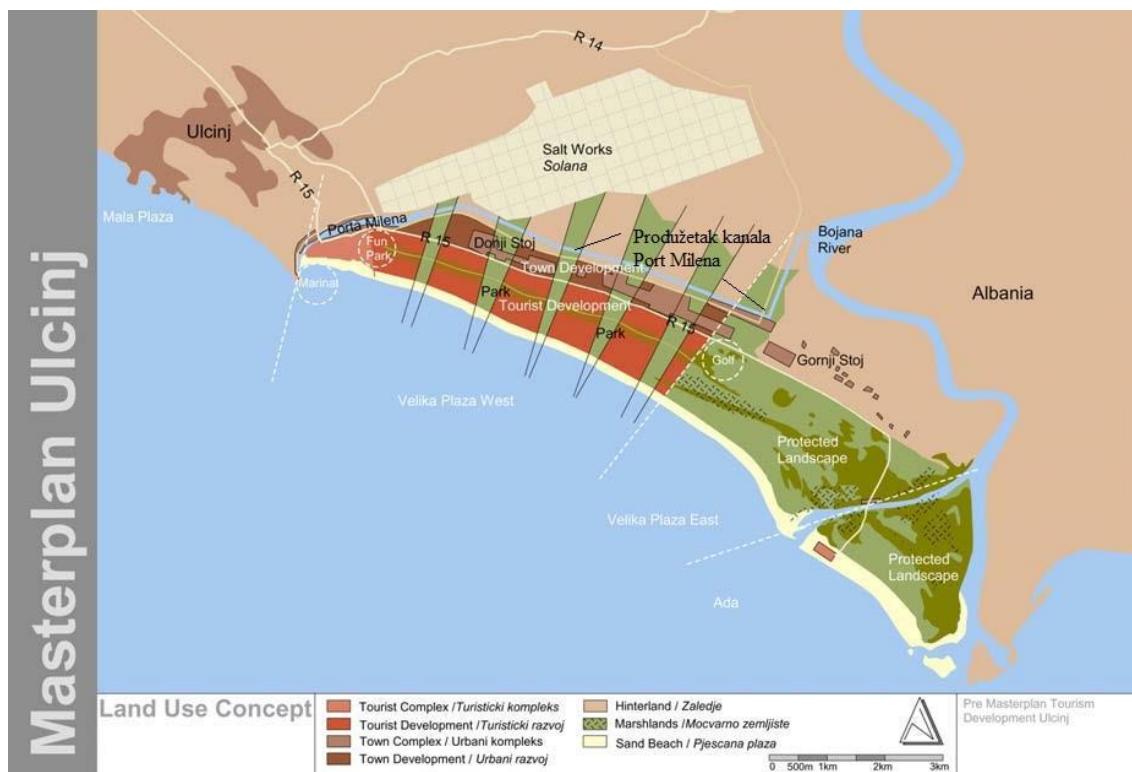 Masterplan Ulcinj
R 14
Ulcinj
Salt Works
Solana
R 15
Mala Plaza
Porta Milena
Bojana
River
Fun
Park
R 15
Donji Stoj
Produžetak kanala
Port Milena
Town Development
Marina
Park
Tourist Development
Albania
Park
R 15
Golf
Gornji Stoj
Velika Plaza West
Protected
Landscape
Velika Plaza East
Protected
Landscape
Ada
Land Use Concept
Tourist Complex / Turisticki kompleks
Tourist Development / Turisticki razvoj
Town Complex / Urbani kompleks
Town Development / Urbani razvoj
Hinterland / Zaledje
Marshlands / Mocvarno zemljiste
Sand Beach / Pjescana plaza
0 500m 1km 2km 3km
Pre Masterplan Tourism
Development Ulcinj